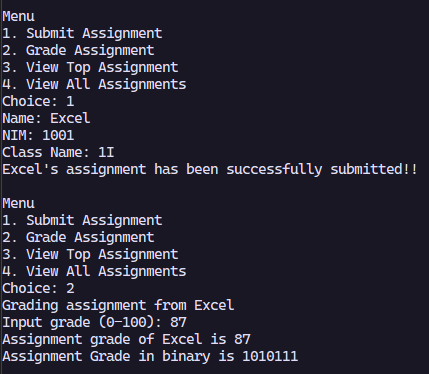 Menu
1. Submit Assignment
2. Grade Assignment
3. View Top Assignment
4. View All Assignments
Choice: 1
Name: Excel
NIM: 1001
Class Name: 1I
Excel's assignment has been successfully submitted!!
Menu
1. Submit Assignment
2. Grade Assignment
3. View Top Assignment
4. View All Assignments
Choice: 2
Grading assignment from Excel
Input grade (0-100): 87
Assignment grade of Excel is 87
Assignment Grade in binary is 1010111